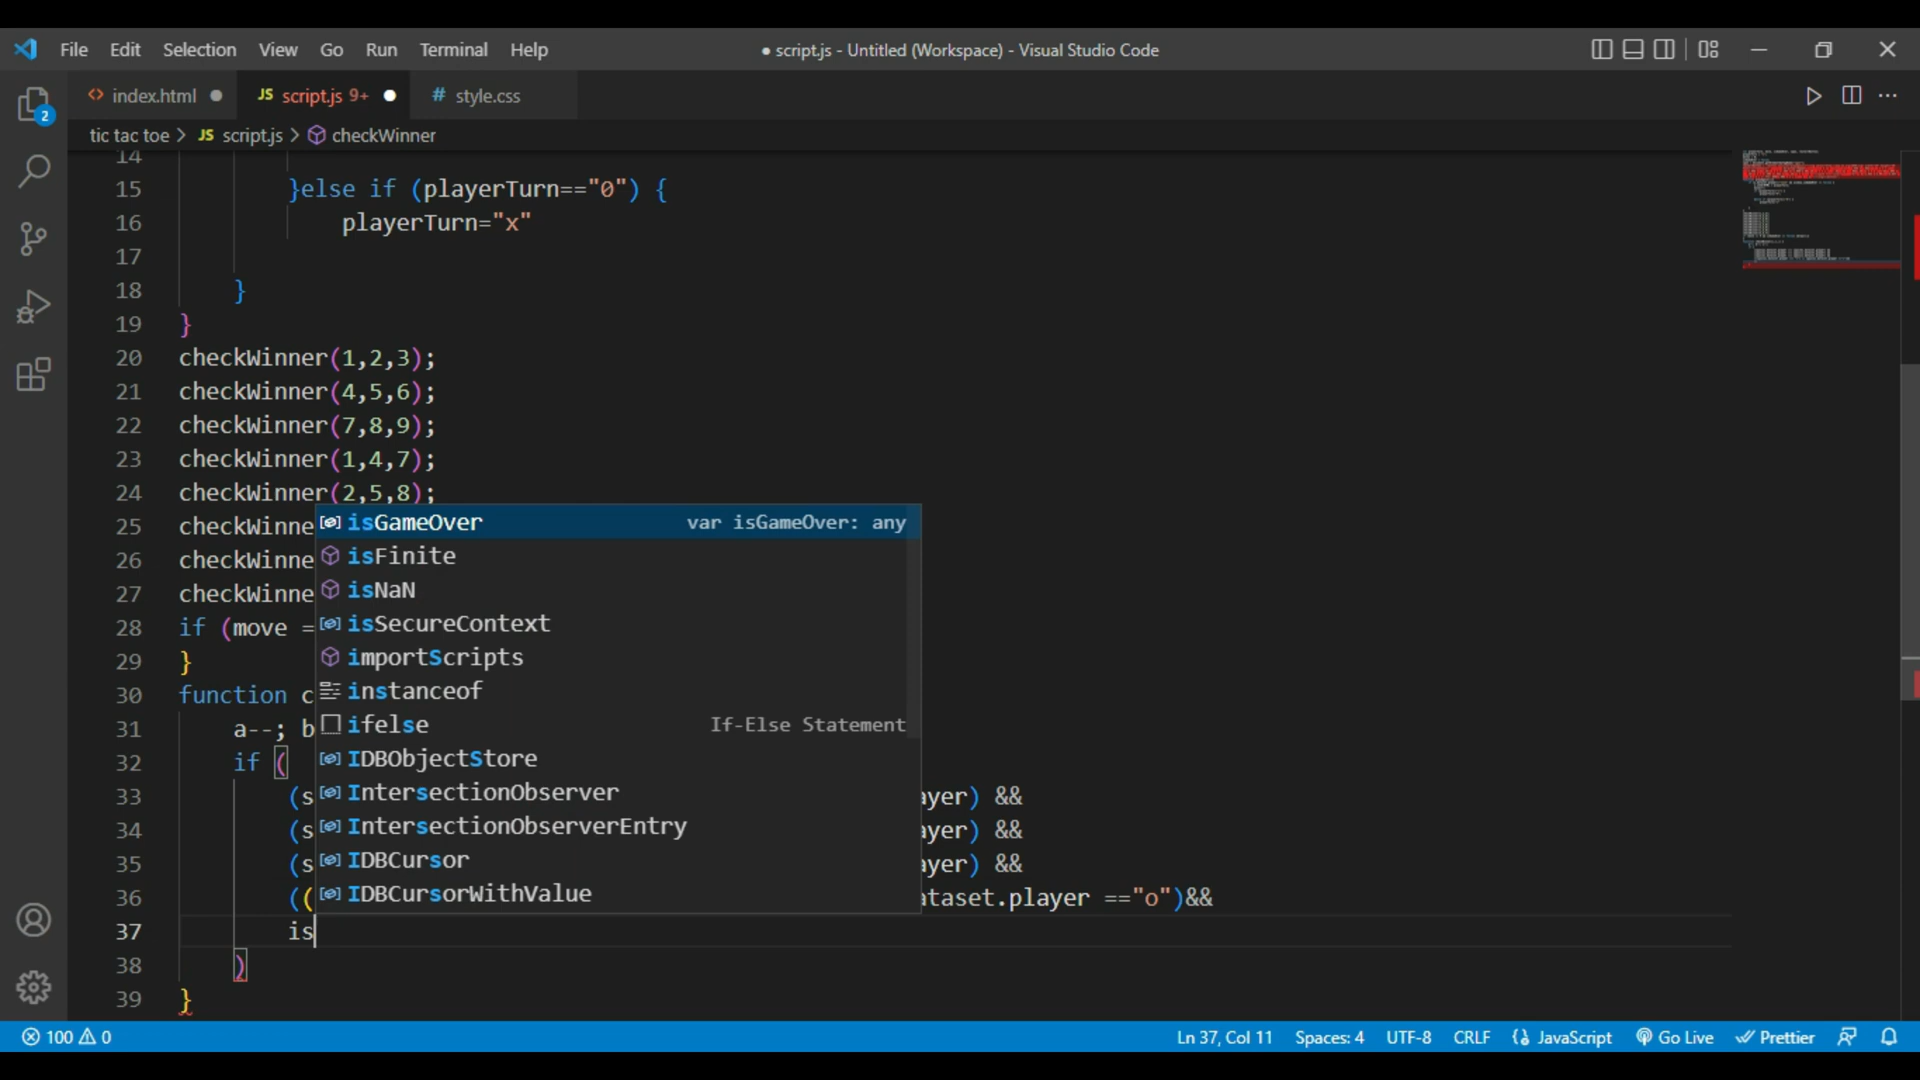 File Edit Selection View Go Run Terminal Help
● script.js - Untitled (Workspace) - Visual Studio Code
index.html
JS script.js 9+
# style.css
2
tic tac toe > JS script.js > checkWinner
14
15 }else if (playerTurn=="0") {
16 playerTurn="x"
17
18 }
19 }
20 checkWinner(1,2,3);
21 checkWinner(4,5,6);
22 checkWinner(7,8,9);
23 checkWinner(1,4,7);
24 checkWinner(2,5,8);
25 checkWinne
26 checkWinne
27 checkWinne
28 if (move =
29 }
30 function c
31 a--; b
32 if (
33 (s ayer) &&
34 (s ayer) &&
35 (s ayer) &&
36 (( ataset.player =="o")&&
37 is
38 )
39 }
isGameOver var isGameOver: any
isFinite
isNaN
isSecureContext
importScripts
instanceof
ifelse If-Else Statement
IDBObjectStore
IntersectionObserver
IntersectionObserverEntry
IDBCursor
IDBCursorWithValue
100 0
Ln 37, Col 11 Spaces: 4 UTF-8 CRLF {} JavaScript Go Live Prettier